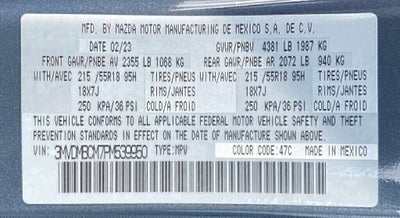 MFD. BY MAZDA MOTOR MANUFACTURING DE MEXICO S.A. DE C.V.
DATE 02/23 GVWR/PNBV 4381 LB 1987 KG
FRONT GAWR/PNBE AV 2355 LB 1068 KG REAR GAWR/PNBE AR 2072 LB 940 KG
WITH/AVEC 215/55R18 95H TIRES/PNEUS WITH/AVEC 215/55R18 95H TIRES/PNEUS
18X7J RIMS/JANTES 18X7J RIMS/JANTES
250 KPA/36 PSI COLD/A FROID 250 KPA/36 PSI COLD/A FROID
THIS VEHICLE CONFORMS TO ALL APPLICABLE FEDERAL MOTOR VEHICLE SAFETY AND
THEFT PREVENTION STANDARDS IN EFFECT ON THE DATE OF MANUFACTURE SHOWN ABOVE.
VIN: 3MVDMBCM7PM539950 TYPE: MPV COLOR CODE: 47C MADE IN MEXICO